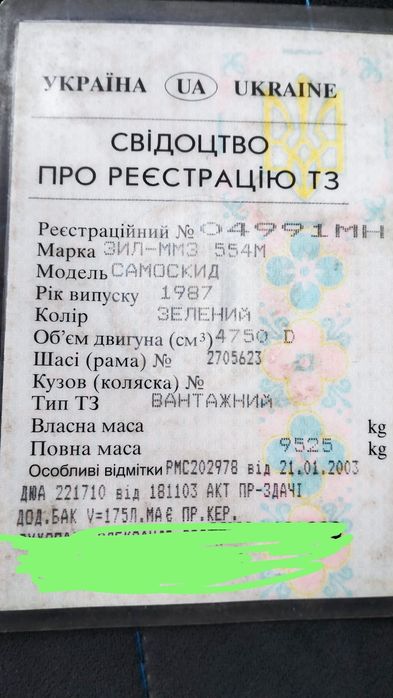 УКРАЇНА UA UKRAINE
СВІДОЦТВО
ПРО РЕЄСТРАЦІЮ ТЗ
Реєстраційний № 04991МН
Марка ЗИЛ-ММЗ 554М
Модель САМОСКИД
Рік випуску 1987
Колір ЗЕЛЕНИЙ
Об'єм двигуна (см³) 4750 D
Шасі (рама) № 2705623
Кузов (коляска) №
Тип ТЗ ВАНТАЖНИЙ
Власна маса kg
Повна маса 9525 kg
Особливі відмітки РМС202978 від 21.01.2003
ДЮА 221710 від 181103 АКТ ПР-ЗДАЧІ
ДОД.БАК V=175Л.МАЄ ПР.КЕР.